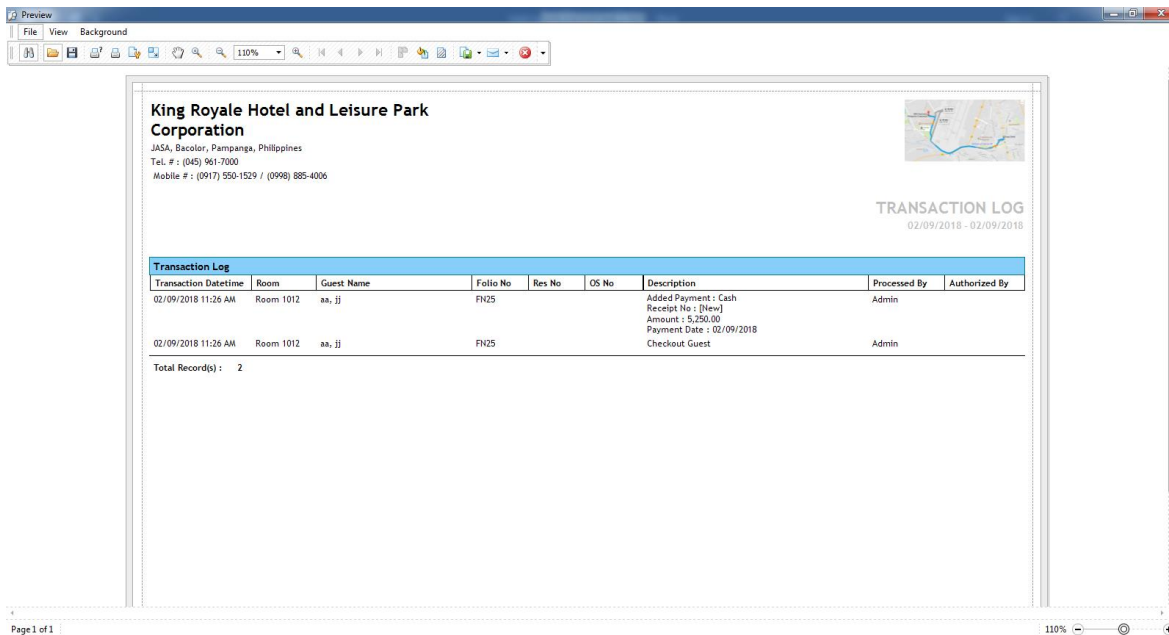 Preview
File View Background
110%
King Royale Hotel and Leisure Park
Corporation
JASA, Bacolor, Pampanga, Philippines
Tel. # : (045) 961-7000
Mobile # : (0917) 550-1529 / (0998) 885-4006
TRANSACTION LOG
02/09/2018 - 02/09/2018
Transaction Log
Transaction Datetime Room Guest Name Folio No Res No OS No Description Processed By Authorized By
02/09/2018 11:26 AM Room 1012 aa, jj FN25 Added Payment : Cash Admin
Receipt No : [New]
Amount : 5,250.00
Payment Date : 02/09/2018
02/09/2018 11:26 AM Room 1012 aa, jj FN25 Checkout Guest Admin
Total Record(s) : 2
Page 1 of 1 110%